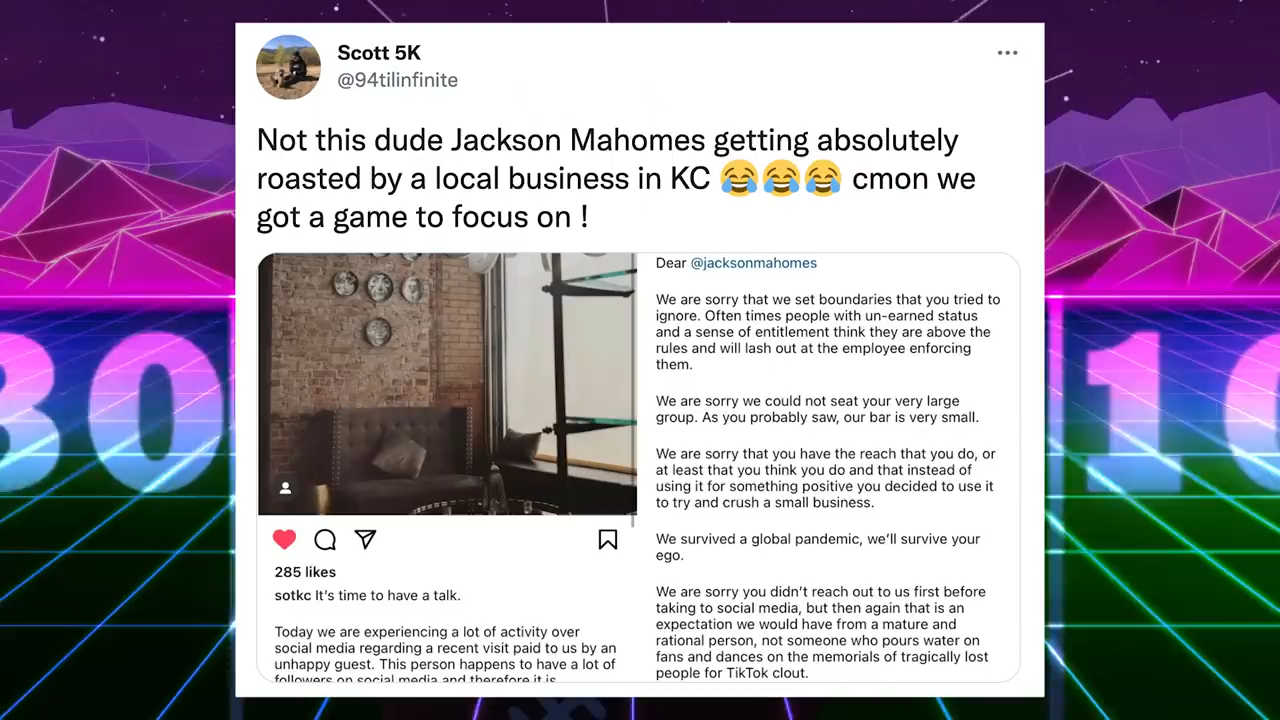 Scott 5K
@94tilinfinite
Not this dude Jackson Mahomes getting absolutely
roasted by a local business in KC 😂😂😂 cmon we
got a game to focus on !
285 likes
sotkc It's time to have a talk.
Today we are experiencing a lot of activity over
social media regarding a recent visit paid to us by an
unhappy guest. This person happens to have a lot of
followers on social media and therefore it is
Dear @jacksonmahomes
We are sorry that we set boundaries that you tried to
ignore. Often times people with un-earned status
and a sense of entitlement think they are above the
rules and will lash out at the employee enforcing
them.
We are sorry we could not seat your very large
group. As you probably saw, our bar is very small.
We are sorry that you have the reach that you do, or
at least that you think you do and that instead of
using it for something positive you decided to use it
to try and crush a small business.
We survived a global pandemic, we'll survive your
ego.
We are sorry you didn't reach out to us first before
taking to social media, but then again that is an
expectation we would have from a mature and
rational person, not someone who pours water on
fans and dances on the memorials of tragically lost
people for TikTok clout.
30
10